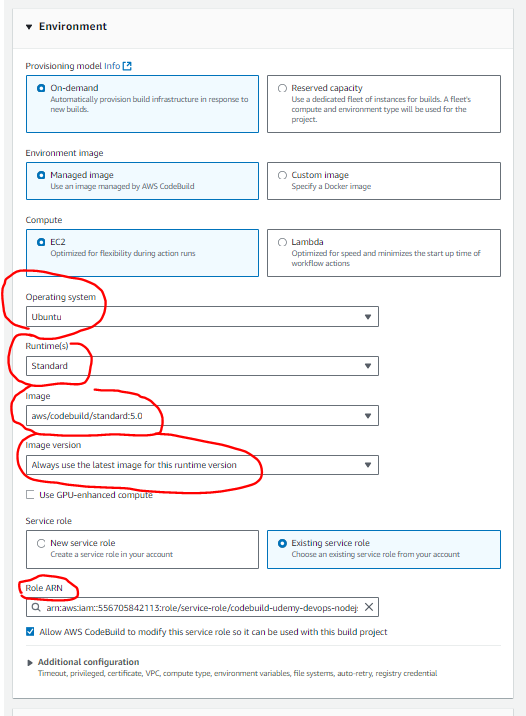 Environment
Provisioning model Info
On-demand
Automatically provision build infrastructure in response to
new builds.
Reserved capacity
Use a dedicated fleet of instances for builds. A fleet's
compute and environment type will be used for the
project.
Environment image
Managed image
Use an image managed by AWS CodeBuild
Custom image
Specify a Docker image
Compute
EC2
Optimized for flexibility during action runs
Lambda
Optimized for speed and minimizes the start up time of
workflow actions
Operating system
Ubuntu
Runtime(s)
Standard
Image
aws/codebuild/standard:5.0
Image version
Always use the latest image for this runtime version
Use GPU-enhanced compute
Service role
New service role
Create a service role in your account
Existing service role
Choose an existing service role from your account
Role ARN
arn:aws:iam::556705842113:role/service-role/codebuild-udemy-devops-nodej
Allow AWS CodeBuild to modify this service role so it can be used with this build project
Additional configuration
Timeout, privileged, certificate, VPC, compute type, environment variables, file systems, auto-retry, registry credential